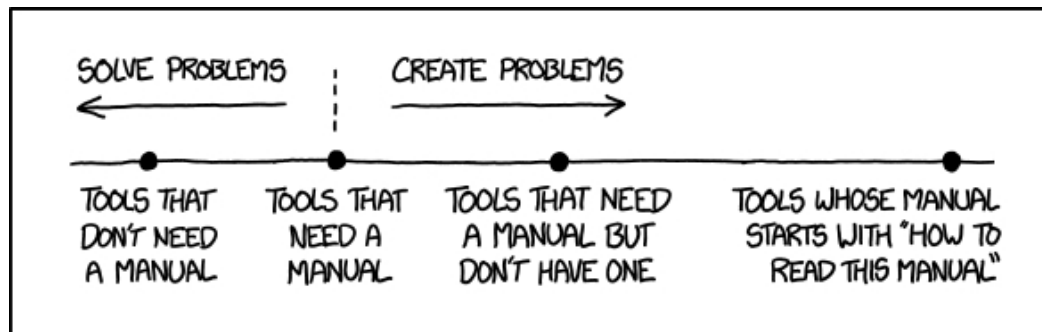 SOLVE PROBLEMS
CREATE PROBLEMS
TOOLS THAT
DON'T NEED
A MANUAL
TOOLS THAT
NEED A
MANUAL
TOOLS THAT NEED
A MANUAL BUT
DON'T HAVE ONE
TOOLS WHOSE MANUAL
STARTS WITH "HOW TO
READ THIS MANUAL"